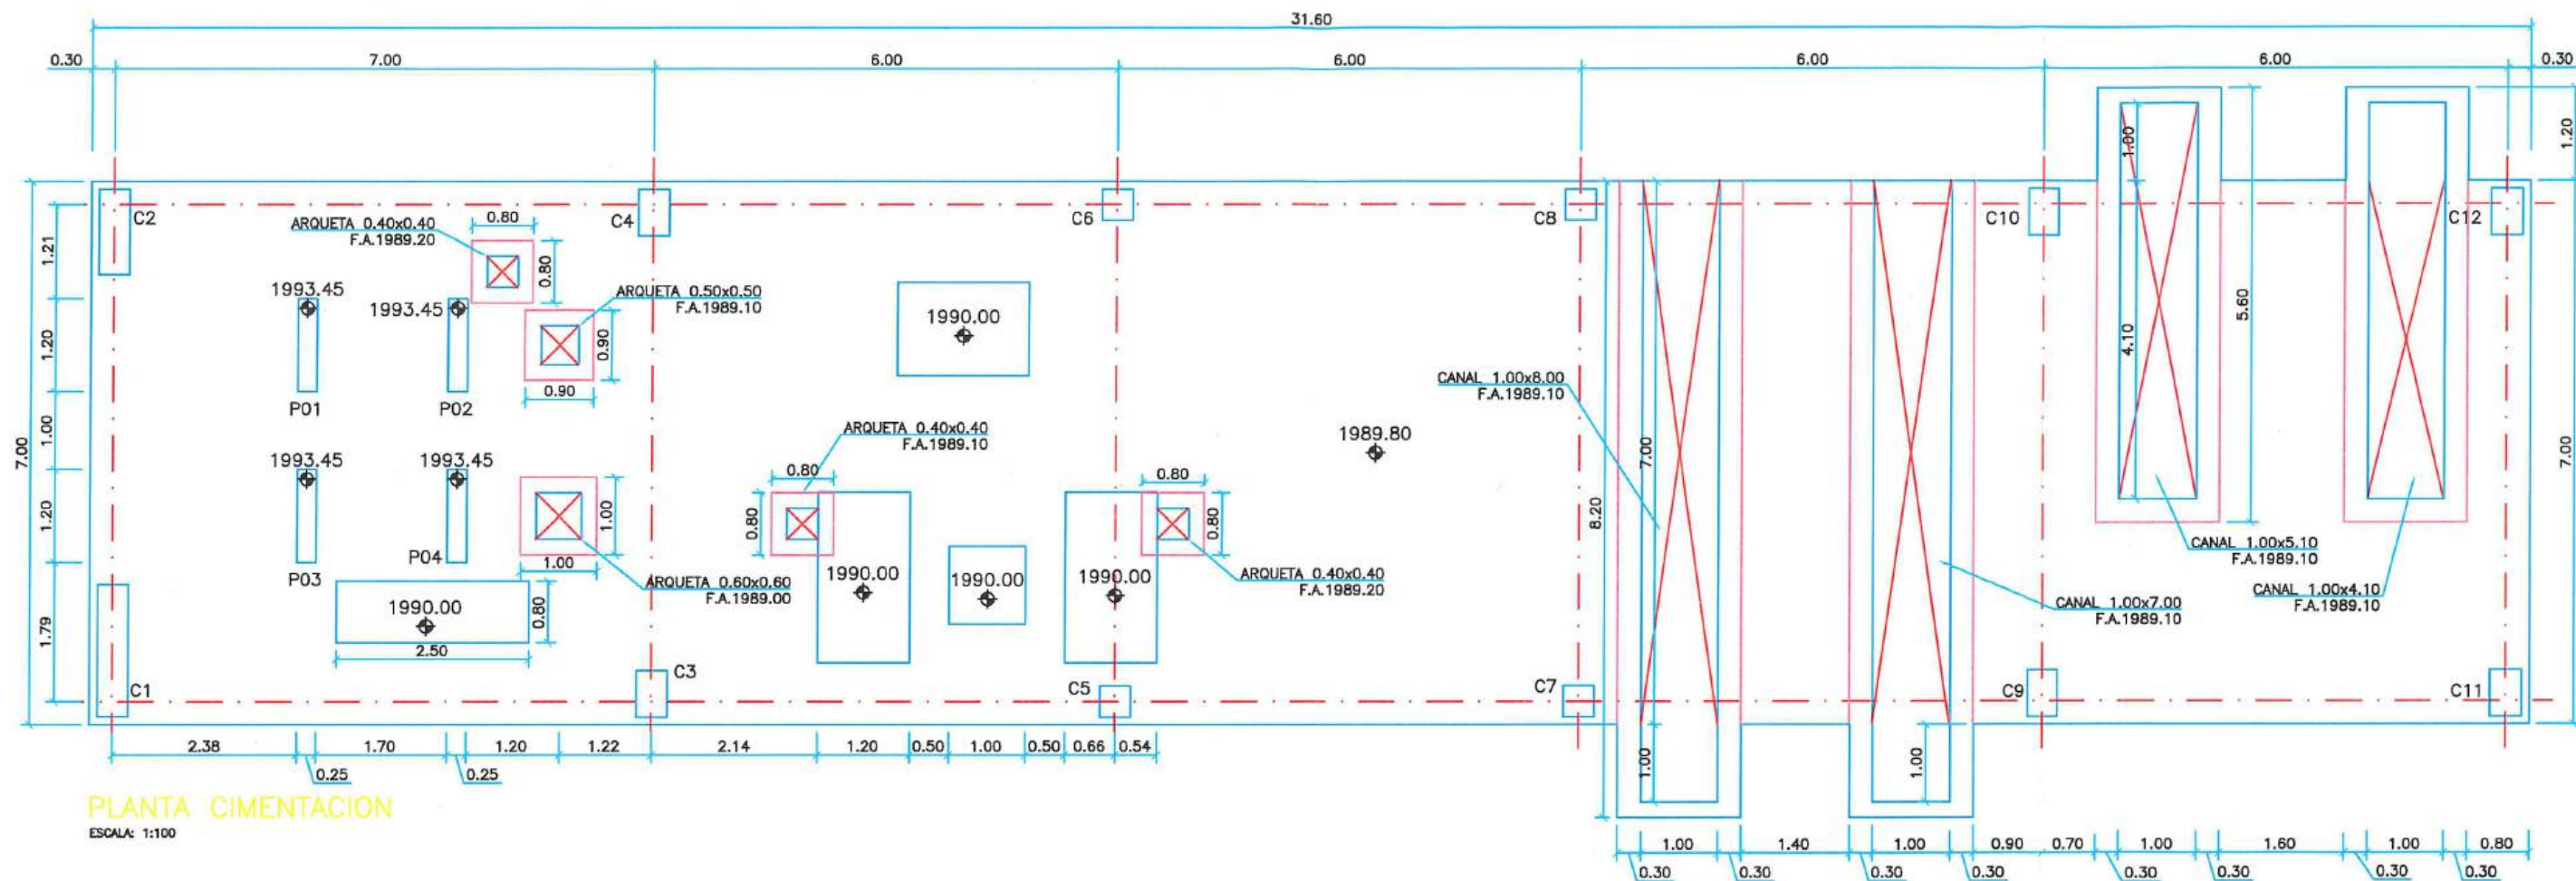 31.60
0.30 7.00 6.00 6.00 6.00 6.00 0.30
1.20
1.00
C2 C4 C6 C8 C10 C12
ARQUETA 0.40x0.40
F.A.1989.20
0.80
0.80
1.21
1993.45
1993.45
ARQUETA 0.50x0.50
F.A.1989.10
0.90
0.90
1.20
P01 P02
1990.00
5.60
4.10
CANAL 1.00x8.00
F.A.1989.10
7.00
8.20
1989.80
ARQUETA 0.40x0.40
F.A.1989.10
0.80
0.80
0.80
0.80
7.00
1.00
1993.45 1993.45
1.00
1.00
1.20
P03 P04
ARQUETA 0.60x0.60
F.A.1989.00
1990.00
1990.00
1990.00
ARQUETA 0.40x0.40
F.A.1989.20
CANAL 1.00x5.10
F.A.1989.10
CANAL 1.00x4.10
F.A.1989.10
CANAL 1.00x7.00
F.A.1989.10
7.00
1990.00
0.80
2.50
1.79
C1 C3 C5 C7 C9 C11
2.38 1.70 1.20 1.22 2.14 1.20 0.50 1.00 0.50 0.66 0.54
0.25 0.25
1.00 1.00
PLANTA CIMENTACION
ESCALA: 1:100
1.00 1.40 1.00 0.90 0.70 1.00 1.60 1.00 0.80
0.30 0.30 0.30 0.30 0.30 0.30 0.30 0.30